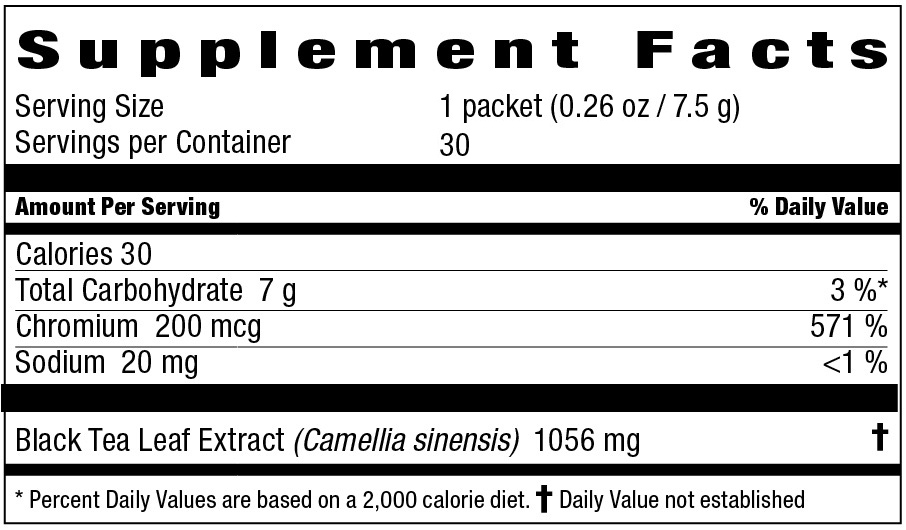 Supplement Facts
Serving Size 1 packet (0.26 oz / 7.5 g)
Servings per Container 30
Amount Per Serving % Daily Value
Calories 30
Total Carbohydrate 7 g 3 %*
Chromium 200 mcg 571 %
Sodium 20 mg <1 %
Black Tea Leaf Extract (Camellia sinensis) 1056 mg †
* Percent Daily Values are based on a 2,000 calorie diet. † Daily Value not established